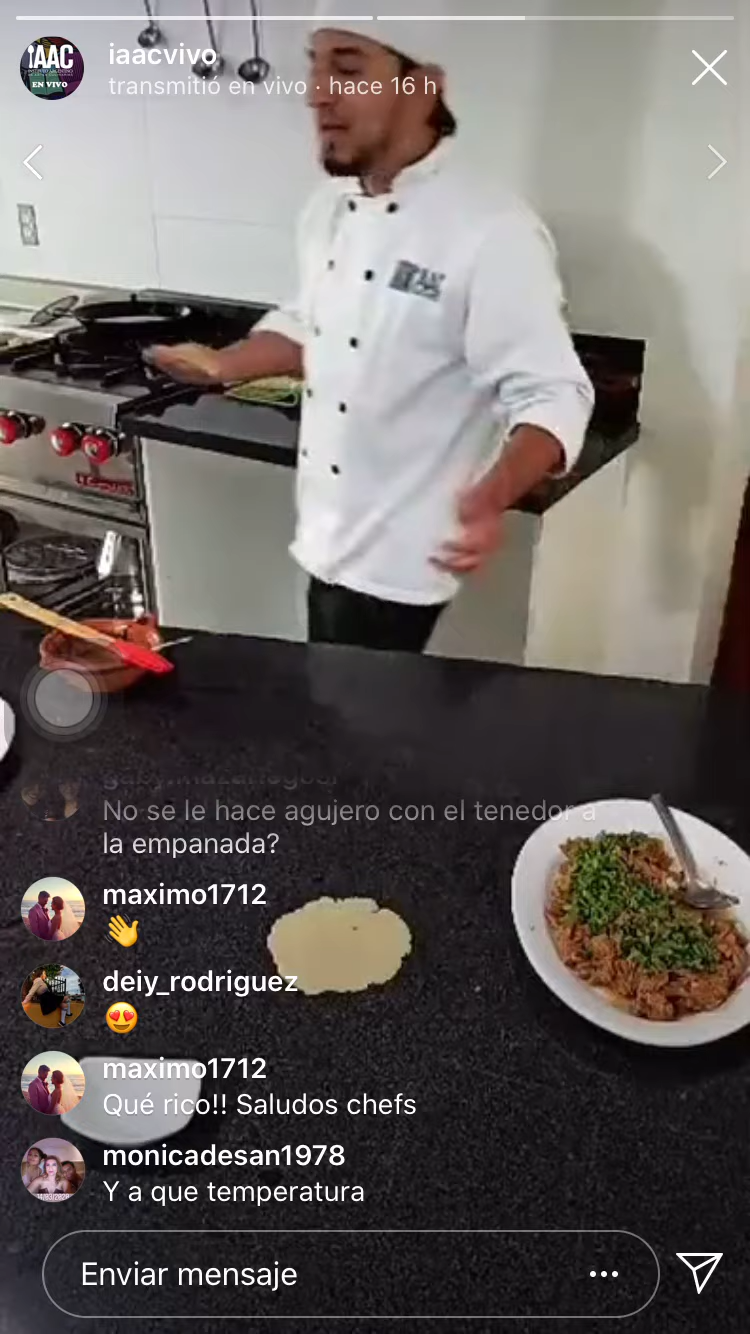 iAAC
EN VIVO
iaacvivo
transmitió en vivo · hace 16 h
No se le hace agujero con el tenedor a
la empanada?
maximo1712
👋
deiy_rodriguez
😍
maximo1712
Qué rico!! Saludos chefs
monicadesan1978
Y a que temperatura
Enviar mensaje